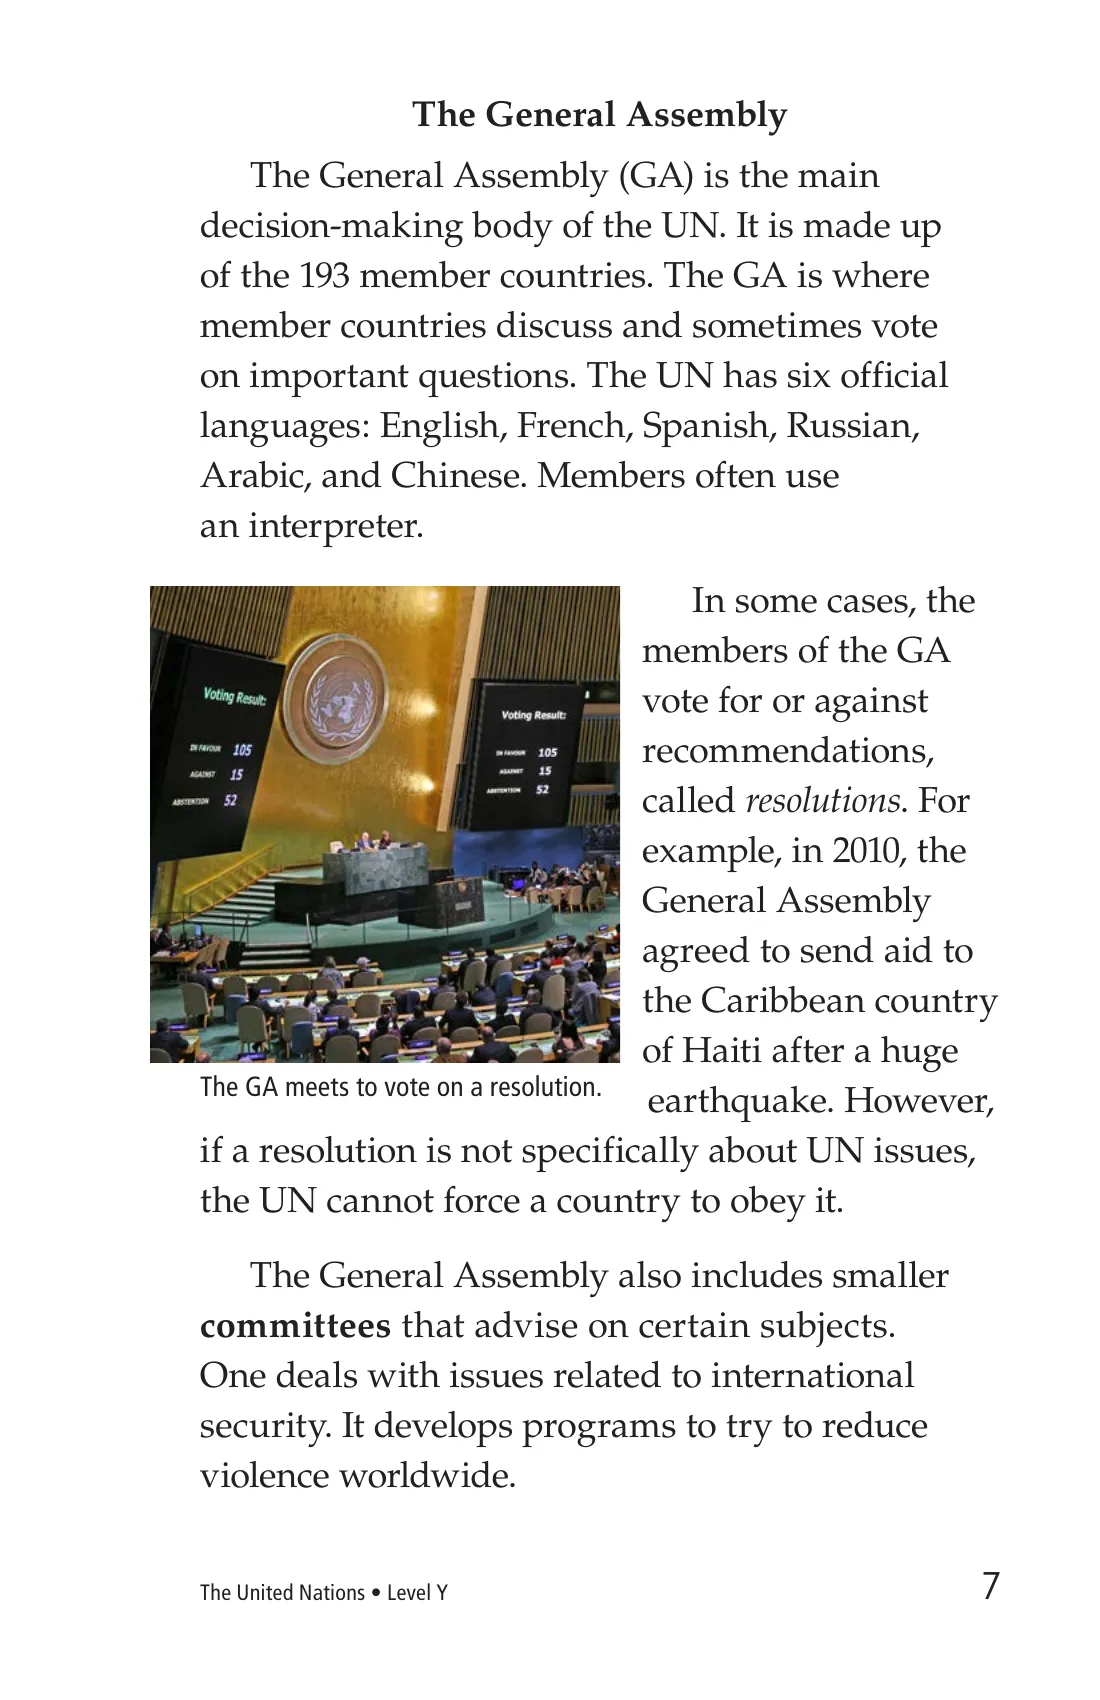 The General Assembly
The General Assembly (GA) is the main
decision-making body of the UN. It is made up
of the 193 member countries. The GA is where
member countries discuss and sometimes vote
on important questions. The UN has six official
languages: English, French, Spanish, Russian,
Arabic, and Chinese. Members often use
an interpreter.
Voting Result:
IN FAVOUR 105
AGAINST 15
ABSTENTION 52
Voting Result:
IN FAVOUR 105
AGAINST 15
ABSTENTION 52
The GA meets to vote on a resolution.
In some cases, the
members of the GA
vote for or against
recommendations,
called resolutions. For
example, in 2010, the
General Assembly
agreed to send aid to
the Caribbean country
of Haiti after a huge
earthquake. However,
if a resolution is not specifically about UN issues,
the UN cannot force a country to obey it.
The General Assembly also includes smaller
committees that advise on certain subjects.
One deals with issues related to international
security. It develops programs to try to reduce
violence worldwide.
The United Nations • Level Y
7